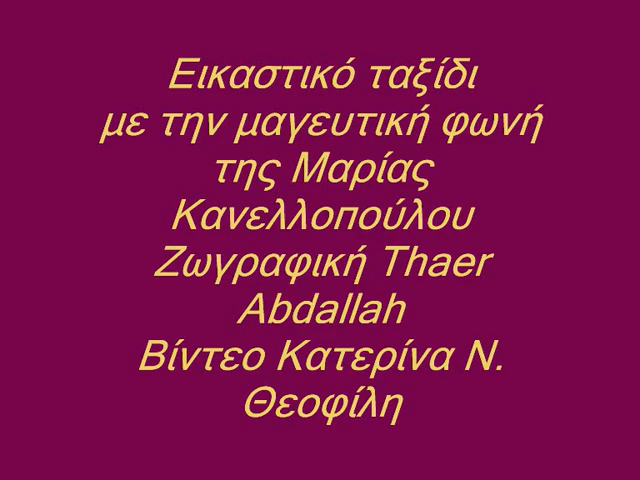 Εικαστικό ταξίδι
με την μαγευτική φωνή
της Μαρίας
Κανελλοπούλου
Ζωγραφική Thaer
Abdallah
Βίντεο Κατερίνα Ν.
Θεοφίλη